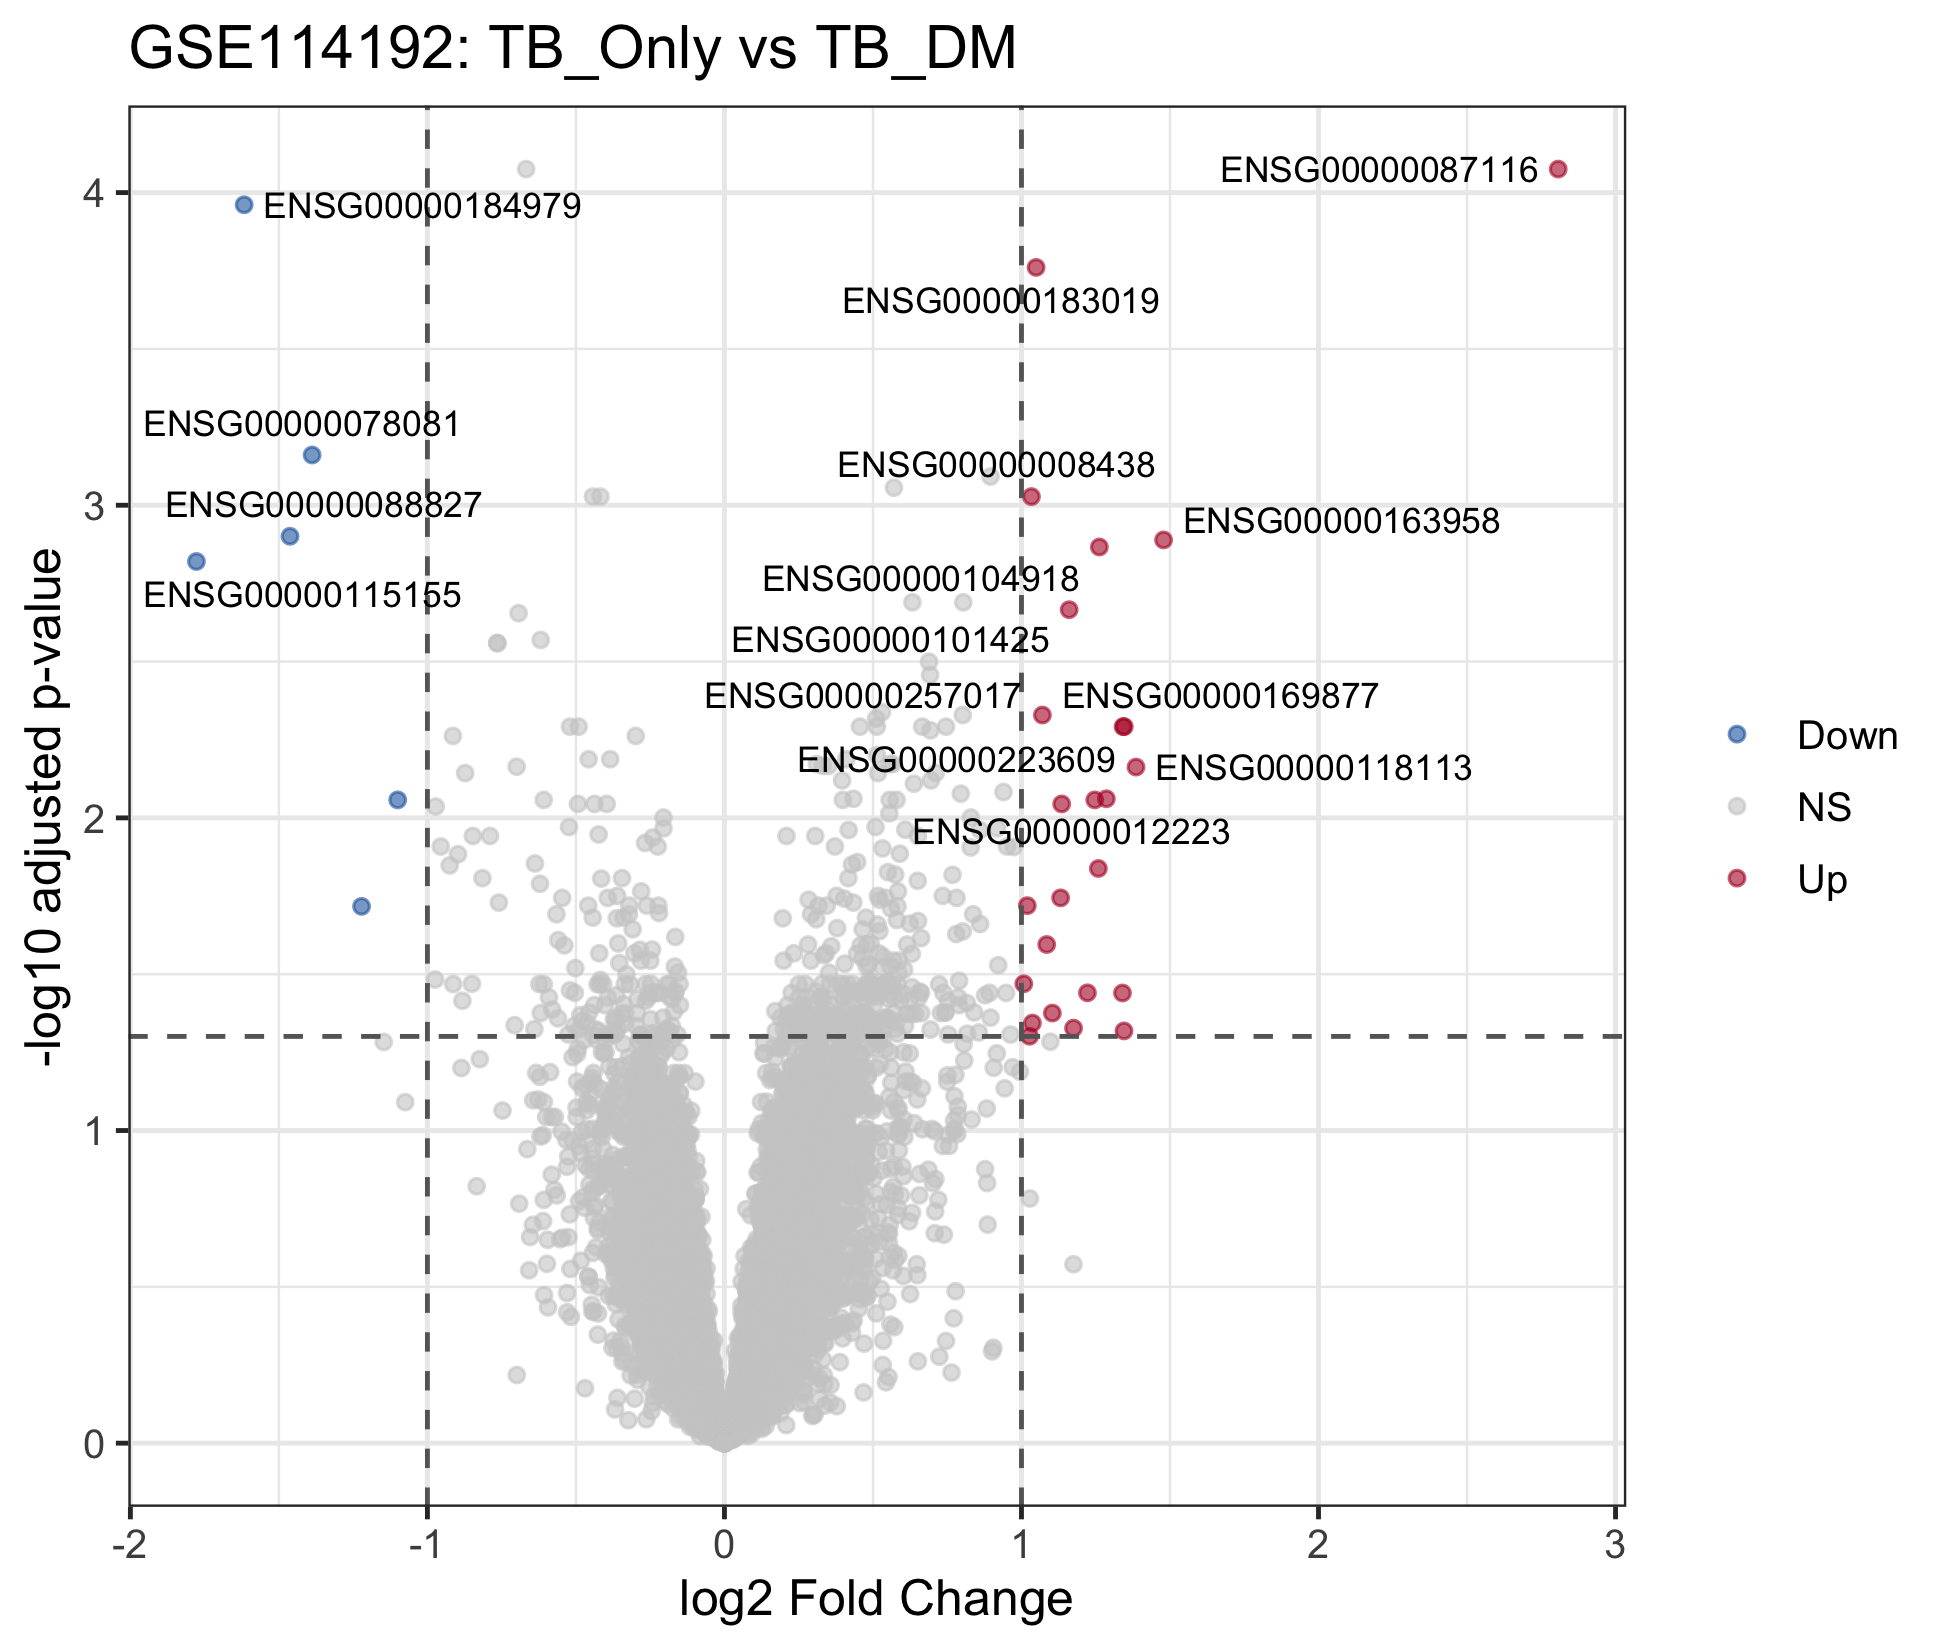 GSE114192: TB_Only vs TB_DM
ENSG00000087116
ENSG00000184979
ENSG00000183019
ENSG00000078081
ENSG00000008438
ENSG00000088827
ENSG00000163958
ENSG00000104918
ENSG00000115155
ENSG00000101425
ENSG00000257017
ENSG00000169877
ENSG00000223609
ENSG00000118113
ENSG00000012223
4
3
2
1
0
-log10 adjusted p-value
-2
-1
0
1
2
3
log2 Fold Change
Down
NS
Up